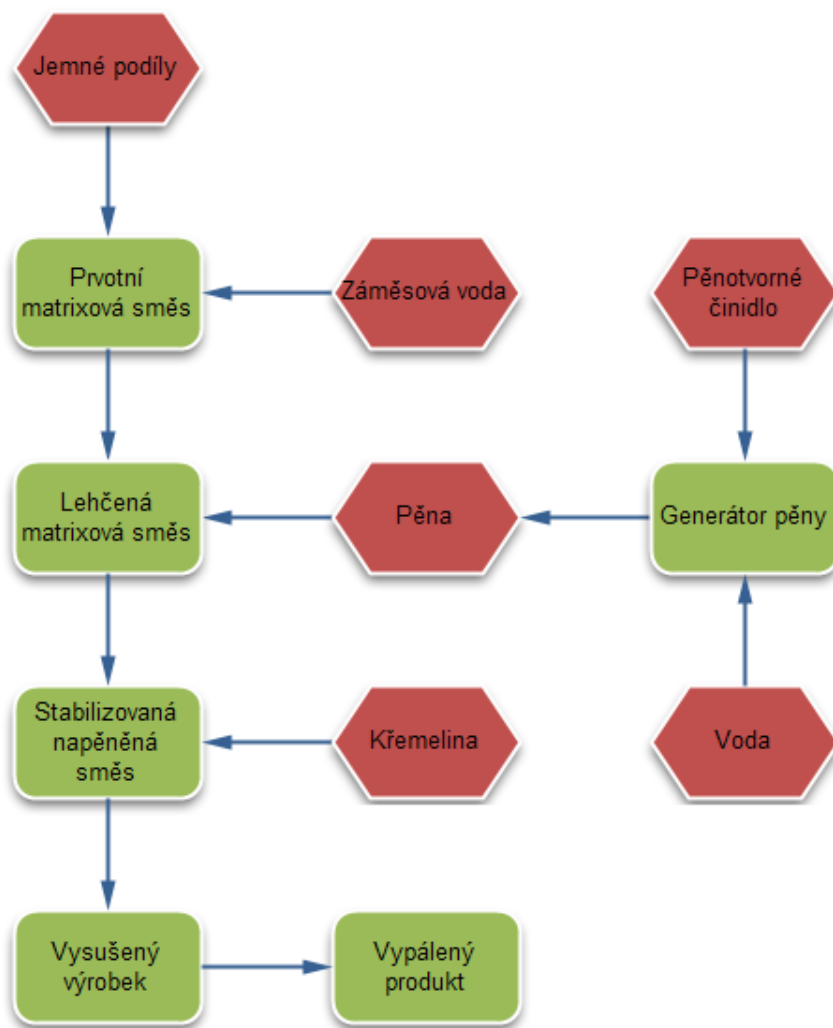 Jemné podíly
Prvotní
matrixová směs
Záměsová voda
Pěnotvorné
činidlo
Lehčená
matrixová směs
Pěna
Generátor pěny
Stabilizovaná
napěněná
směs
Křemelina
Voda
Vysušený
výrobek
Vypálený
produkt